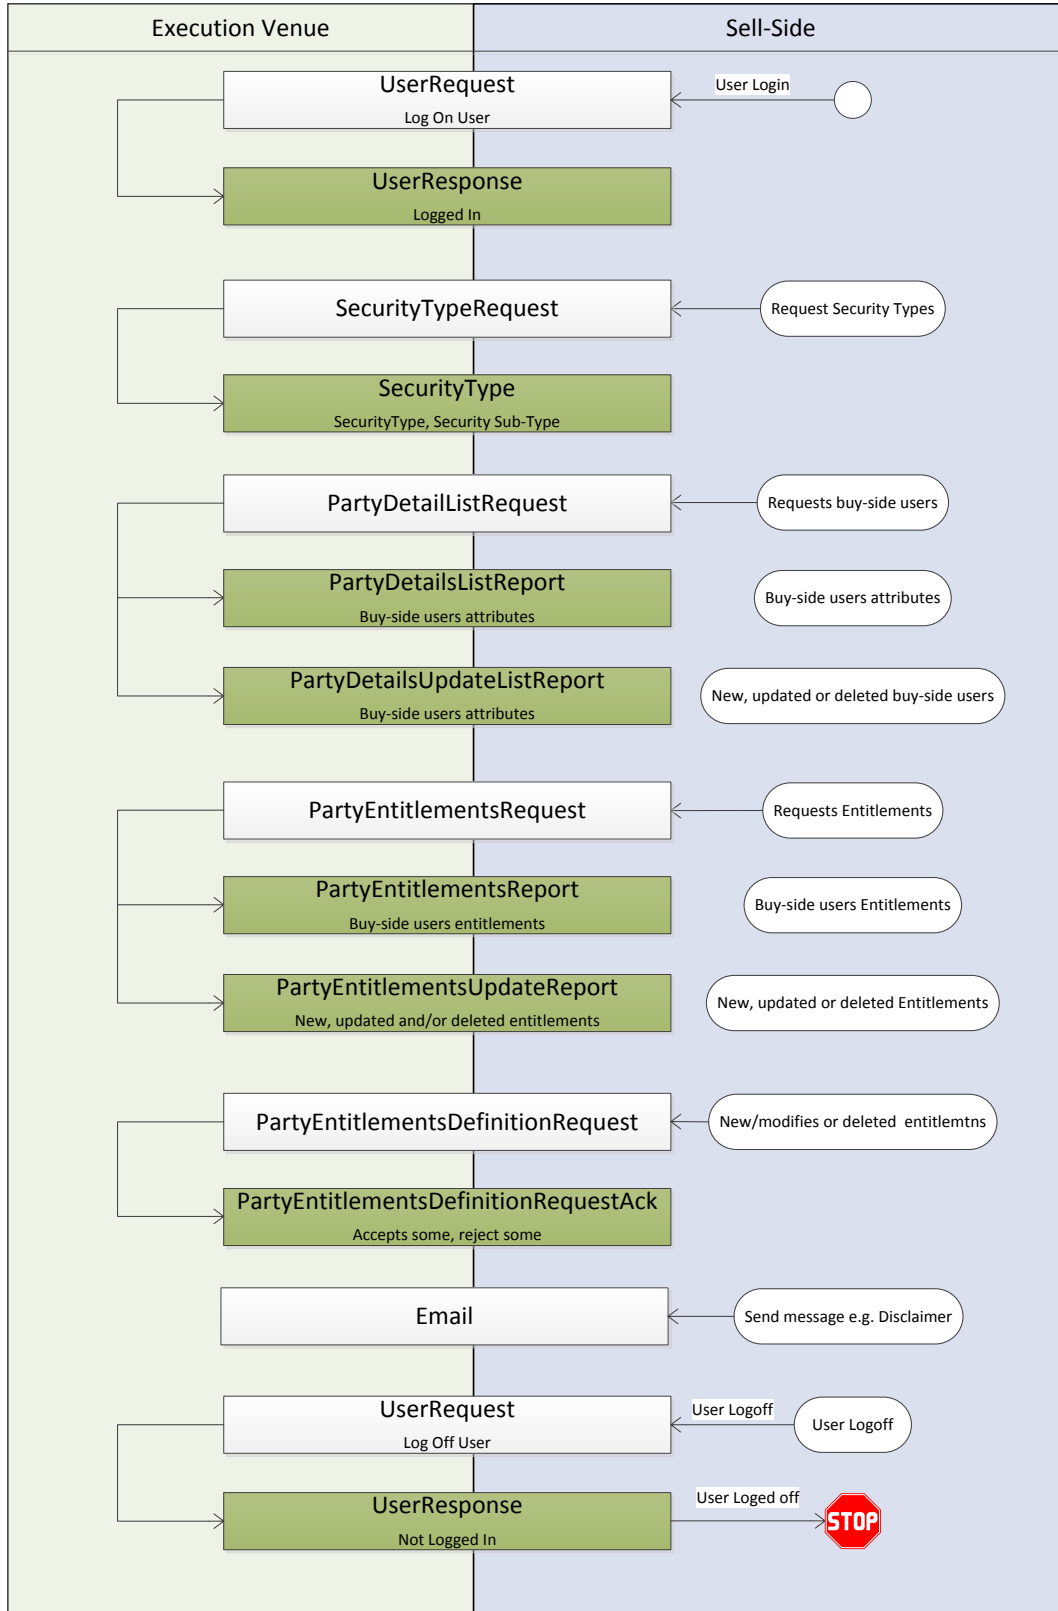 Execution Venue
Sell-Side
UserRequest
Log On User
User Login
UserResponse
Logged In
SecurityTypeRequest
Request Security Types
SecurityType
SecurityType, Security Sub-Type
PartyDetailListRequest
Requests buy-side users
PartyDetailsListReport
Buy-side users attributes
Buy-side users attributes
PartyDetailsUpdateListReport
Buy-side users attributes
New, updated or deleted buy-side users
PartyEntitlementsRequest
Requests Entitlements
PartyEntitlementsReport
Buy-side users entitlements
Buy-side users Entitlements
PartyEntitlementsUpdateReport
New, updated and/or deleted entitlements
New, updated or deleted Entitlements
PartyEntitlementsDefinitionRequest
New/modifies or deleted  entitlemtns
PartyEntitlementsDefinitionRequestAck
Accepts some, reject some
Email
Send message e.g. Disclaimer
UserRequest
Log Off User
User Logoff
User Logoff
UserResponse
Not Logged In
User Loged off
STOP